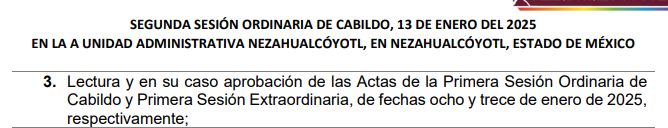 SEGUNDA SESIÓN ORDINARIA DE CABILDO, 13 DE ENERO DEL 2025
EN LA A UNIDAD ADMINISTRATIVA NEZAHUALCÓYOTL, EN NEZAHUALCÓYOTL, ESTADO DE MÉXICO
3. Lectura y en su caso aprobación de las Actas de la Primera Sesión Ordinaria de
Cabildo y Primera Sesión Extraordinaria, de fechas ocho y trece de enero de 2025,
respectivamente;